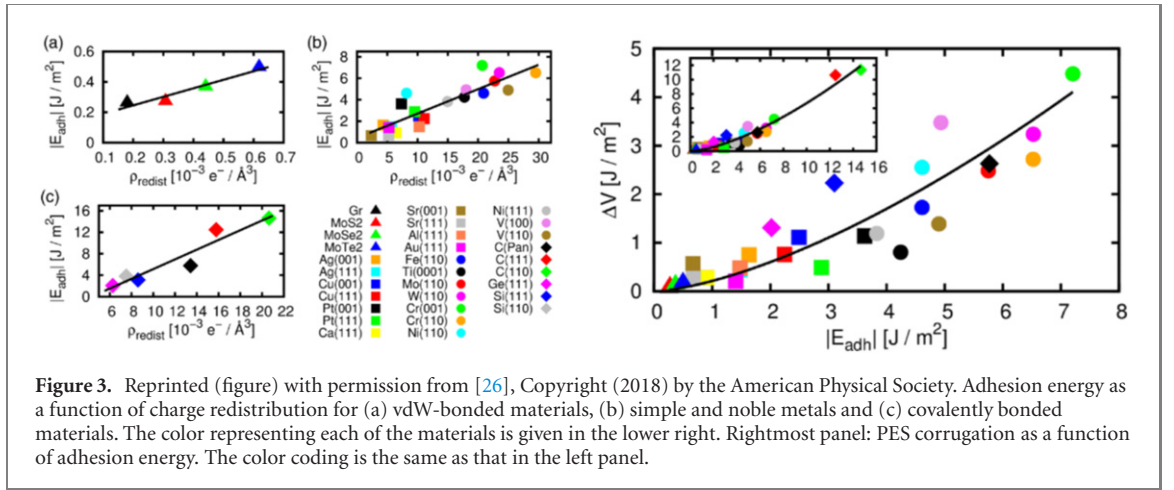 (a)
0.6
0.4
0.2
0
|E_adh| [J / m²]
0.1 0.2 0.3 0.4 0.5 0.6 0.7
ρ_redist [10⁻³ e⁻ / Å³]
(b)
8
6
4
2
0
|E_adh| [J / m²]
0 5 10 15 20 25 30
ρ_redist [10⁻³ e⁻ / Å³]
(c)
16
12
8
4
0
|E_adh| [J / m²]
6 8 10 12 14 16 18 20 22
ρ_redist [10⁻³ e⁻ / Å³]
Gr
MoS2
MoSe2
MoTe2
Ag(001)
Ag(111)
Cu(001)
Cu(111)
Pt(001)
Pt(111)
Ca(111)
Sr(001)
Sr(111)
Al(111)
Au(111)
Fe(110)
Ti(0001)
Mo(110)
W(110)
Cr(001)
Cr(110)
Ni(110)
Ni(111)
V(100)
V(110)
C(Pan)
C(111)
C(110)
Ge(111)
Si(111)
Si(110)
5
4
3
2
1
0
ΔV [J / m²]
12
10
8
6
4
2
0
0 2 4 6 8 10 12 14 16
0 1 2 3 4 5 6 7 8
|E_adh| [J / m²]
Figure 3. Reprinted (figure) with permission from [26], Copyright (2018) by the American Physical Society. Adhesion energy as
a function of charge redistribution for (a) vdW-bonded materials, (b) simple and noble metals and (c) covalently bonded
materials. The color representing each of the materials is given in the lower right. Rightmost panel: PES corrugation as a function
of adhesion energy. The color coding is the same as that in the left panel.